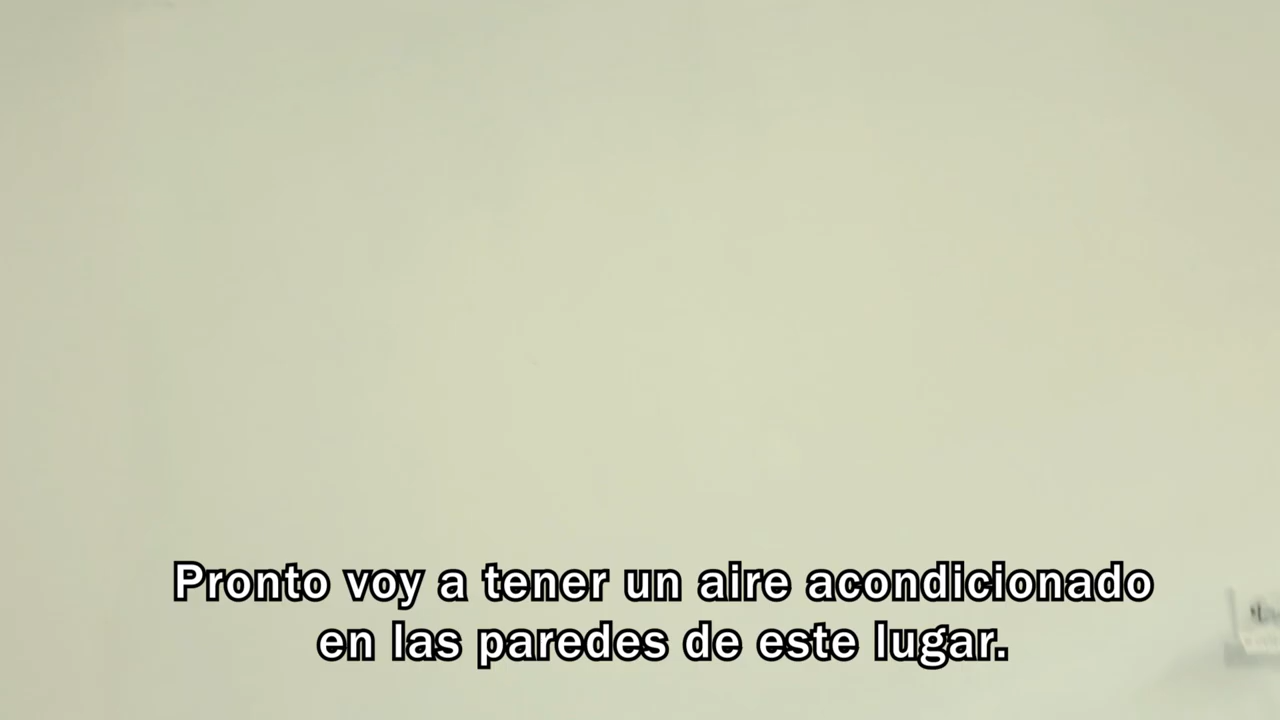 Pronto voy a tener un aire acondicionado
en las paredes de este lugar.